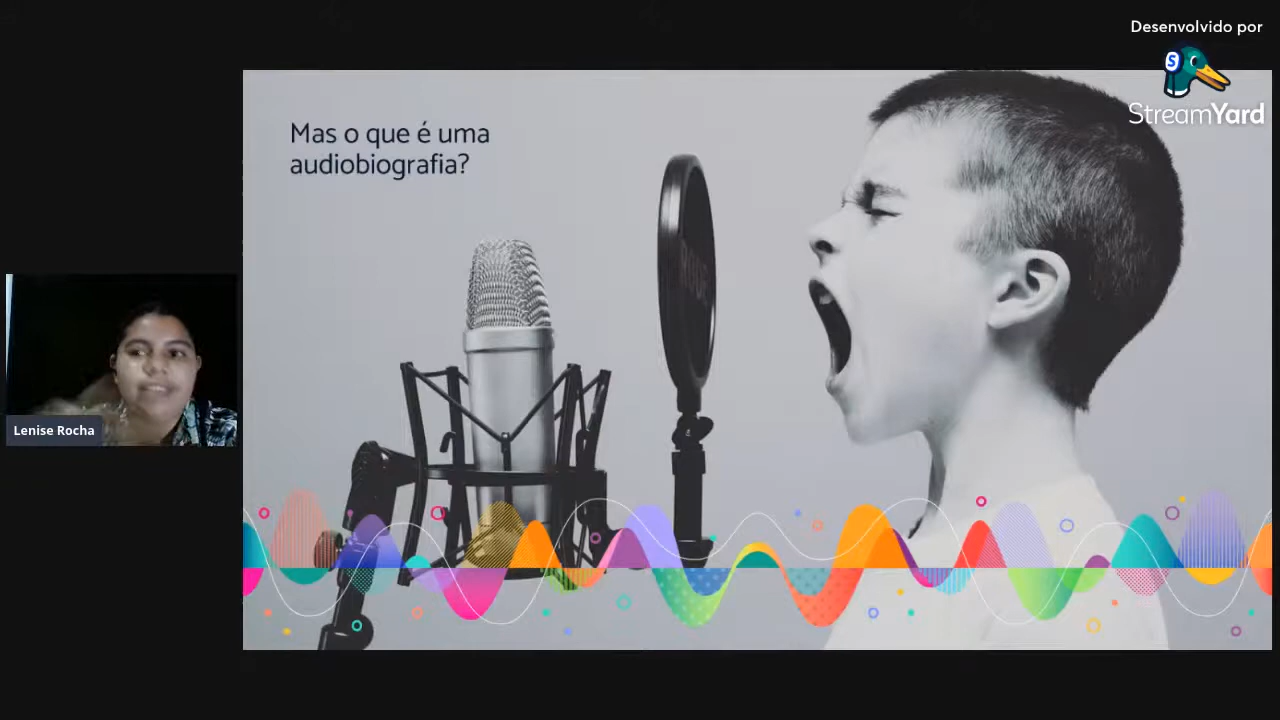 Desenvolvido por
StreamYard
Mas o que é uma
audiobiografia?
Lenise Rocha